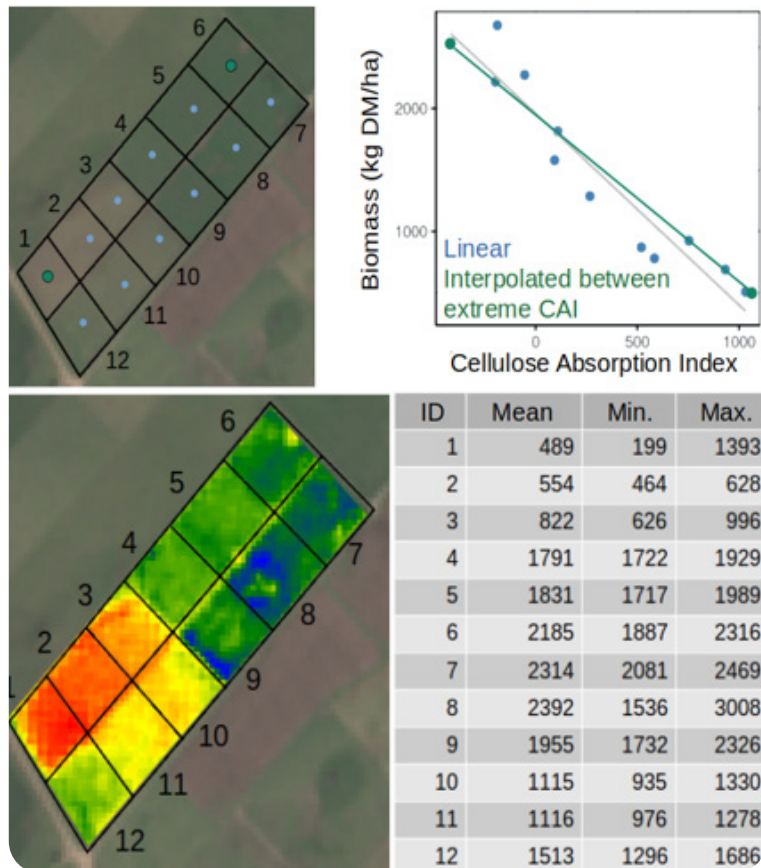 6
5
4
3
2
1
7
8
9
10
11
12
Biomass (kg DM/ha)
2000
1000
Linear
Interpolated between
extreme CAI
0 500 1000
Cellulose Absorption Index
6
5
4
3
2
1
7
8
9
10
11
12
ID Mean Min. Max.
1 489 199 1393
2 554 464 628
3 822 626 996
4 1791 1722 1929
5 1831 1717 1989
6 2185 1887 2316
7 2314 2081 2469
8 2392 1536 3008
9 1955 1732 2326
10 1115 935 1330
11 1116 976 1278
12 1513 1296 1686